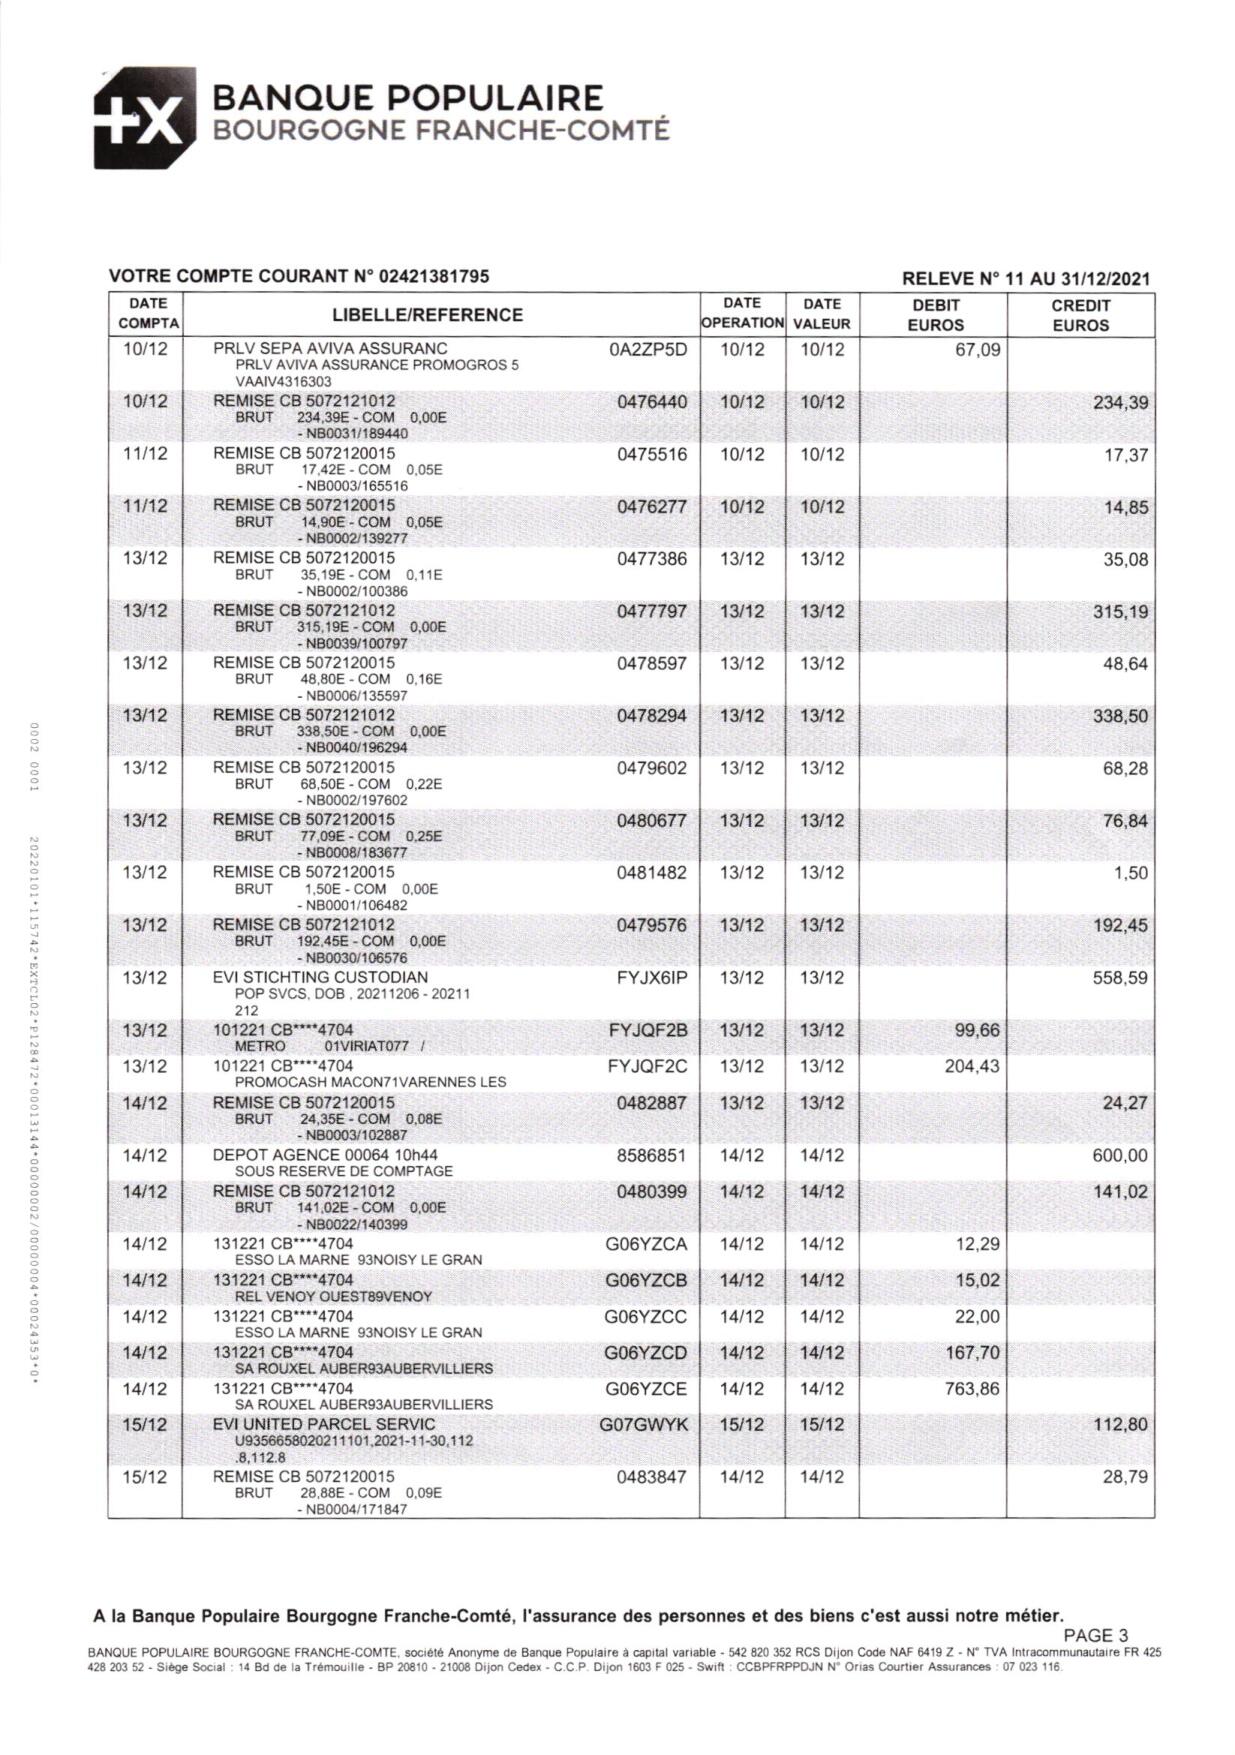 +X BANQUE POPULAIRE
BOURGOGNE FRANCHE-COMTÉ
VOTRE COMPTE COURANT N° 02421381795 RELEVE N° 11 AU 31/12/2021
DATE COMPTA LIBELLE/REFERENCE DATE OPERATION DATE VALEUR DEBIT EUROS CREDIT EUROS
10/12 PRLV SEPA AVIVA ASSURANC 0A2ZP5D 10/12 10/12 67,09
PRLV AVIVA ASSURANCE PROMOGROS 5
VAAIV4316303
10/12 REMISE CB 5072121012 0476440 10/12 10/12 234,39
BRUT 234,39E - COM 0,00E
- NB0031/189440
11/12 REMISE CB 5072120015 0475516 10/12 10/12 17,37
BRUT 17,42E - COM 0,05E
- NB0003/165516
11/12 REMISE CB 5072120015 0476277 10/12 10/12 14,85
BRUT 14,90E - COM 0,05E
- NB0002/139277
13/12 REMISE CB 5072120015 0477386 13/12 13/12 35,08
BRUT 35,19E - COM 0,11E
- NB0002/100386
13/12 REMISE CB 5072121012 0477797 13/12 13/12 315,19
BRUT 315,19E - COM 0,00E
- NB0039/100797
13/12 REMISE CB 5072120015 0478597 13/12 13/12 48,64
BRUT 48,80E - COM 0,16E
- NB0006/135597
13/12 REMISE CB 5072121012 0478294 13/12 13/12 338,50
BRUT 338,50E - COM 0,00E
- NB0040/196294
13/12 REMISE CB 5072120015 0479602 13/12 13/12 68,28
BRUT 68,50E - COM 0,22E
- NB0002/197602
13/12 REMISE CB 5072120015 0480677 13/12 13/12 76,84
BRUT 77,09E - COM 0,25E
- NB0008/183677
13/12 REMISE CB 5072120015 0481482 13/12 13/12 1,50
BRUT 1,50E - COM 0,00E
- NB0001/106482
13/12 REMISE CB 5072121012 0479576 13/12 13/12 192,45
BRUT 192,45E - COM 0,00E
- NB0030/106576
13/12 EVI STICHTING CUSTODIAN FYJX6IP 13/12 13/12 558,59
POP SVCS, DOB , 20211206 - 20211
212
13/12 101221 CB****4704 FYJQF2B 13/12 13/12 99,66
METRO 01VIRIAT077 /
13/12 101221 CB****4704 FYJQF2C 13/12 13/12 204,43
PROMOCASH MACON71VARENNES LES
14/12 REMISE CB 5072120015 0482887 13/12 13/12 24,27
BRUT 24,35E - COM 0,08E
- NB0003/102887
14/12 DEPOT AGENCE 00064 10h44 8586851 14/12 14/12 600,00
SOUS RESERVE DE COMPTAGE
14/12 REMISE CB 5072121012 0480399 14/12 14/12 141,02
BRUT 141,02E - COM 0,00E
- NB0022/140399
14/12 131221 CB****4704 G06YZCA 14/12 14/12 12,29
ESSO LA MARNE 93NOISY LE GRAN
14/12 131221 CB****4704 G06YZCB 14/12 14/12 15,02
REL VENOY OUEST89VENOY
14/12 131221 CB****4704 G06YZCC 14/12 14/12 22,00
ESSO LA MARNE 93NOISY LE GRAN
14/12 131221 CB****4704 G06YZCD 14/12 14/12 167,70
SA ROUXEL AUBER93AUBERVILLIERS
14/12 131221 CB****4704 G06YZCE 14/12 14/12 763,86
SA ROUXEL AUBER93AUBERVILLIERS
15/12 EVI UNITED PARCEL SERVIC G07GWYK 15/12 15/12 112,80
U9356658020211101,2021-11-30,112
.8,112.8
15/12 REMISE CB 5072120015 0483847 14/12 14/12 28,79
BRUT 28,88E - COM 0,09E
- NB0004/171847
0002 0001 20220101*115742*EXTCL02*P128472*00013144*00000002/00000004*00024353*0*
A la Banque Populaire Bourgogne Franche-Comté, l'assurance des personnes et des biens c'est aussi notre métier.
PAGE 3
BANQUE POPULAIRE BOURGOGNE FRANCHE-COMTE, société Anonyme de Banque Populaire à capital variable - 542 820 352 RCS Dijon Code NAF 6419 Z - N° TVA Intracommunautaire FR 425
428 203 52 - Siège Social : 14 Bd de la Trémouille - BP 20810 - 21008 Dijon Cedex - C.C.P. Dijon 1603 F 025 - Swift : CCBPFRPPDJN N° Orias Courtier Assurances : 07 023 116.